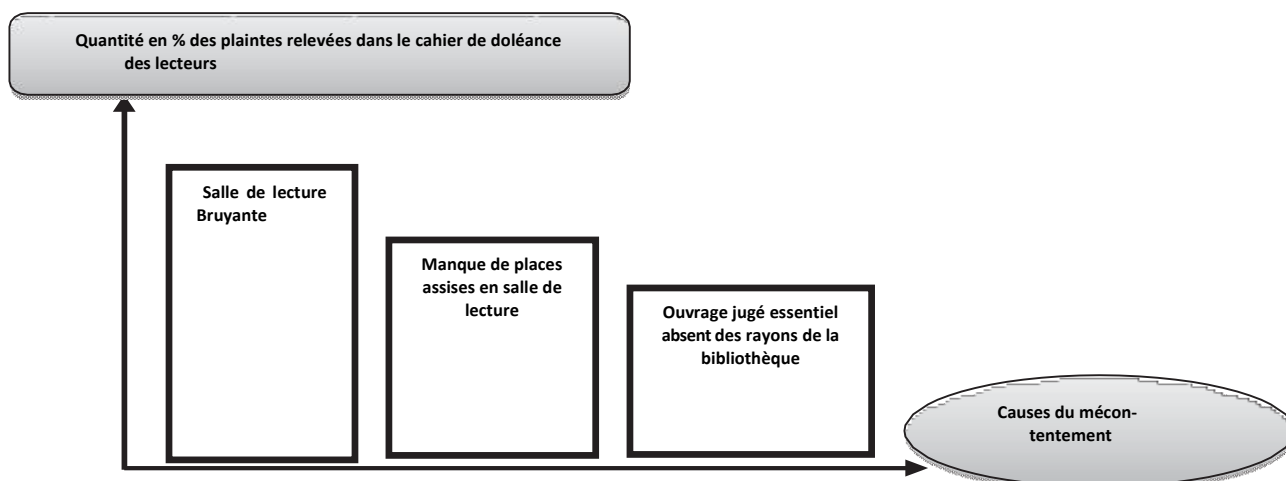 Quantité en % des plaintes relevées dans le cahier de doléance
des lecteurs
Salle de lecture
Bruyante
Manque de places
assises en salle de
lecture
Ouvrage jugé essentiel
absent des rayons de la
bibliothèque
Causes du mécon-
tentement